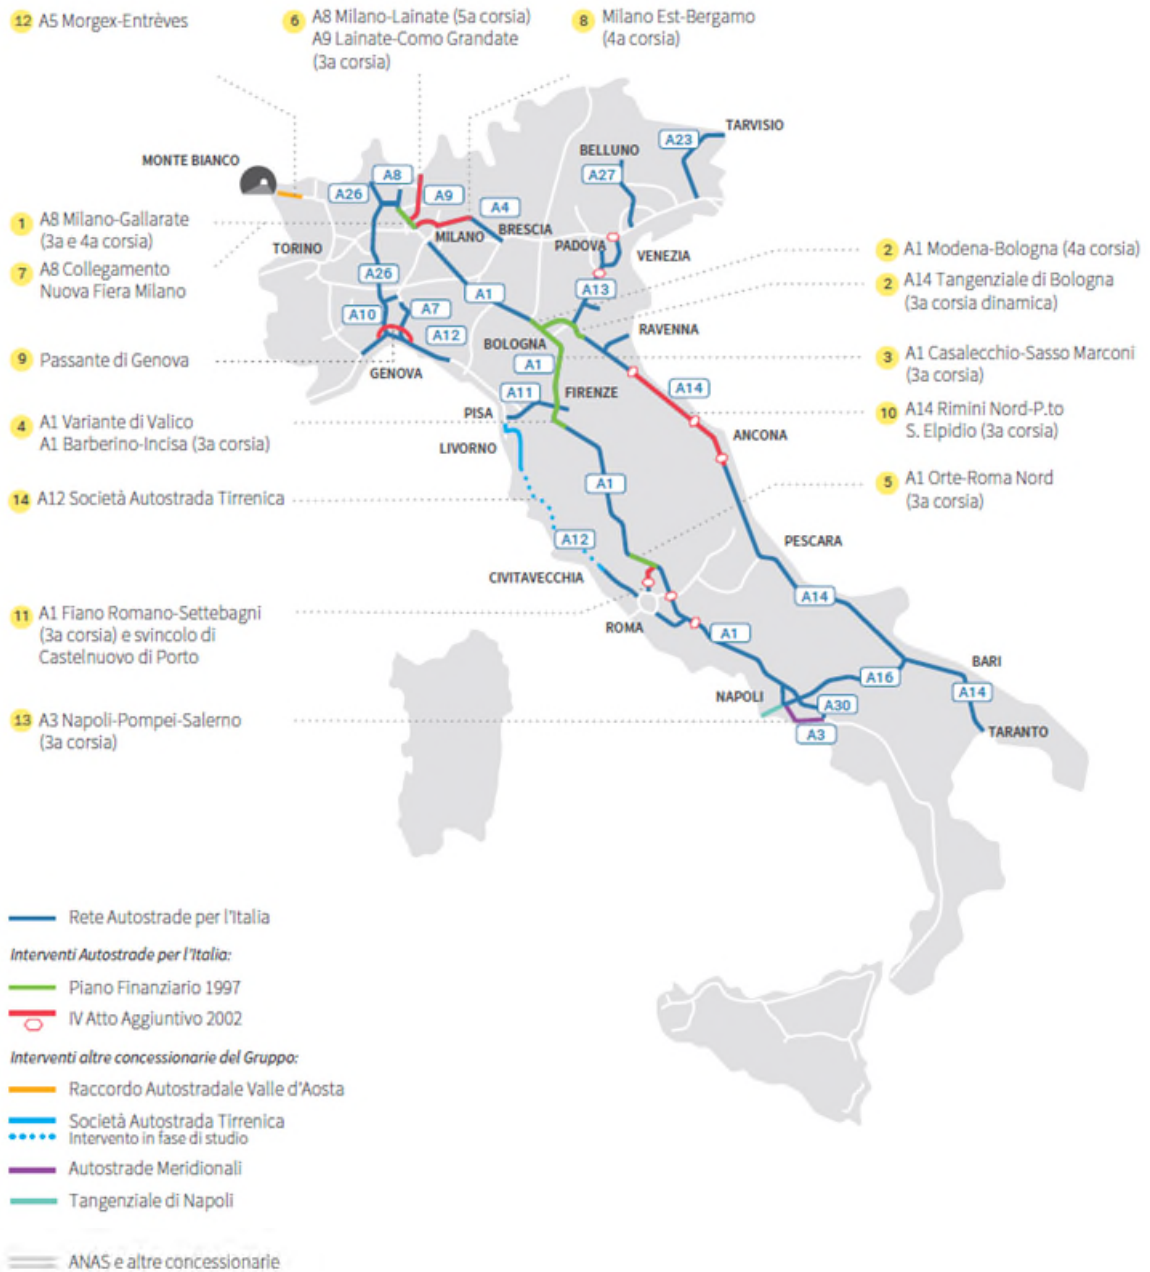 12 A5 Morgex-Entrèves
6 A8 Milano-Lainate (5a corsia)
A9 Lainate-Como Grandate
(3a corsia)
8 Milano Est-Bergamo
(4a corsia)
TARVISIO
A23
BELLUNO
A27
MONTE BIANCO
A8
A26
A9
A4
BRESCIA
MILANO
PADOVA
VENEZIA
1 A8 Milano-Gallarate
(3a e 4a corsia)
TORINO
7 A8 Collegamento
Nuova Fiera Milano
2 A1 Modena-Bologna (4a corsia)
2 A14 Tangenziale di Bologna
(3a corsia dinamica)
A26
A1
A13
A10
A7
A12
RAVENNA
BOLOGNA
9 Passante di Genova
GENOVA
A1
3 A1 Casalecchio-Sasso Marconi
(3a corsia)
A11
FIRENZE
A14
PISA
10 A14 Rimini Nord-P.to
S. Elpidio (3a corsia)
4 A1 Variante di Valico
A1 Barberino-Incisa (3a corsia)
ANCONA
LIVORNO
A1
5 A1 Orte-Roma Nord
(3a corsia)
14 A12 Società Autostrada Tirrenica
A12
PESCARA
CIVITAVECCHIA
A14
11 A1 Fiano Romano-Settebagni
(3a corsia) e svincolo di
Castelnuovo di Porto
ROMA
A1
BARI
A16
NAPOLI
A14
A30
13 A3 Napoli-Pompei-Salerno
(3a corsia)
A3
TARANTO
Rete Autostrade per l'Italia
Interventi Autostrade per l'Italia:
Piano Finanziario 1997
IV Atto Aggiuntivo 2002
Interventi altre concessionarie del Gruppo:
Raccordo Autostradale Valle d'Aosta
Società Autostrada Tirrenica
Intervento in fase di studio
Autostrade Meridionali
Tangenziale di Napoli
ANAS e altre concessionarie